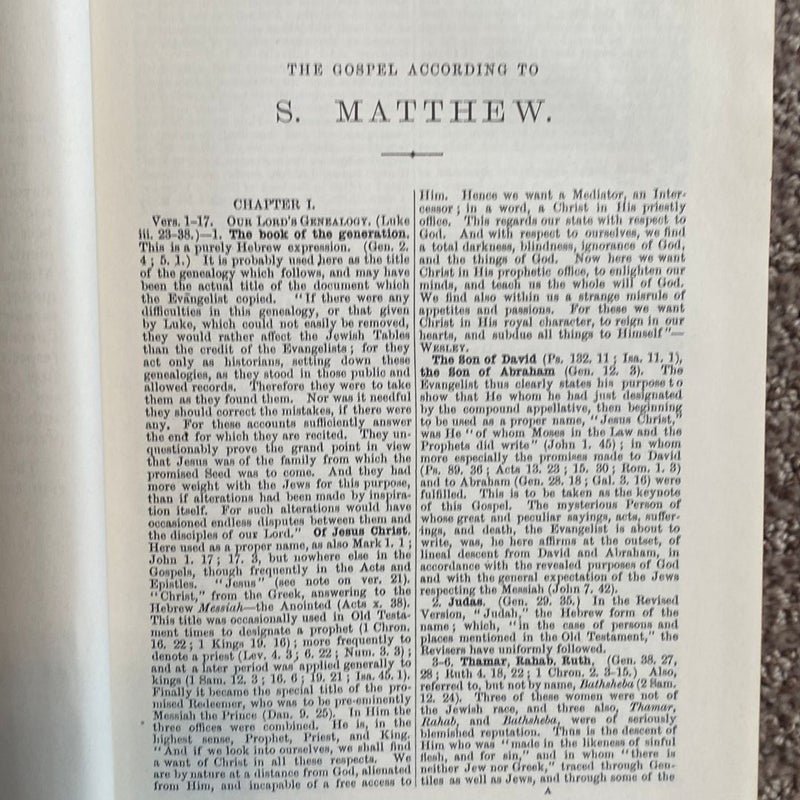 THE GOSPEL ACCORDING TO
S. MATTHEW.
CHAPTER I.
Vers. 1-17. OUR LORD'S GENEALOGY. (Luke
iii. 23-38.)—1. The book of the generation.
This is a purely Hebrew expression. (Gen. 2.
4; 5. 1.) It is probably used here as the title
of the genealogy which follows, and may have
been the actual title of the document which
the Evangelist copied. "If there were any
difficulties in this genealogy, or that given
by Luke, which could not easily be removed,
they would rather affect the Jewish Tables
than the credit of the Evangelists; for they
act only as historians, setting down these
genealogies, as they stood in those public and
allowed records. Therefore they were to take
them as they found them. Nor was it needful
they should correct the mistakes, if there were
any. For these accounts sufficiently answer
the end for which they are recited. They un-
questionably prove the grand point in view
that Jesus was of the family from which the
promised Seed was to come. And they had
more weight with the Jews for this purpose,
than if alterations had been made by inspira-
tion itself. For such alterations would have
occasioned endless disputes between them and
the disciples of our Lord." Of Jesus Christ.
Here used as a proper name, as also Mark 1. 1;
John 1. 17; 17. 3, but nowhere else in the
Gospels, though frequently in the Acts and
Epistles. "Jesus" (see note on ver. 21).
"Christ," from the Greek, answering to the
Hebrew Messiah—the Anointed (Acts x. 38).
This title was occasionally used in Old Testa-
ment times to designate a prophet (1 Chron.
16. 22; 1 Kings 19. 16); more frequently to
denote a priest (Lev. 4. 3; 6. 22; Num. 3. 3);
and at a later period was applied generally to
kings (1 Sam. 12. 3; 16. 6; 19. 21; Isa. 45. 1).
Finally it became the special title of the pro-
mised Redeemer, who was to be pre-eminently
Messiah the Prince (Dan. 9. 25). In Him the
three offices were combined. He is, in the
highest sense, Prophet, Priest, and King.
"And if we look into ourselves, we shall find
a want of Christ in all these respects. We
are by nature at a distance from God, alienated
from Him, and incapable of a free access to
Him. Hence we want a Mediator, an Inter-
cessor; in a word, a Christ in His priestly
office. This regards our state with respect to
God. And with respect to ourselves, we find
a total darkness, blindness, ignorance of God,
and the things of God. Now here we want
Christ in His prophetic office, to enlighten our
minds, and teach us the whole will of God.
We find also within us a strange misrule of
appetites and passions. For these we want
Christ in His royal character, to reign in our
hearts, and subdue all things to Himself"—
WESLEY.
The Son of David (Ps. 132. 11; Isa. 11. 1),
the Son of Abraham (Gen. 12. 3). The
Evangelist thus clearly states his purpose to
show that He whom he had just designated
by the compound appellative, then beginning
to be used as a proper name, "Jesus Christ,"
was He "of whom Moses in the Law and the
Prophets did write" (John 1. 45); in whom
more especially the promises made to David
(Ps. 89. 36; Acts 13. 23; 15. 30; Rom. 1. 3)
and to Abraham (Gen. 28. 18; Gal. 3. 16) were
fulfilled. This is to be taken as the keynote
of this Gospel. The mysterious Person of
whose great and peculiar sayings, acts, suffer-
ings, and death, the Evangelist is about to
write, was, he here affirms at the outset, of
lineal descent from David and Abraham, in
accordance with the revealed purposes of God
and with the general expectation of the Jews
respecting the Messiah (John 7. 42).
2. Judas. (Gen. 29. 35.) In the Revised
Version, "Judah," the Hebrew form of the
name; which, "in the case of persons and
places mentioned in the Old Testament," the
Revisers have uniformly followed.
3-6. Thamar, Rahab, Ruth, (Gen. 38. 27,
28; Ruth 4. 18, 22; 1 Chron. 2. 3-15.) Also,
referred to, but not by name, Bathsheba (2 Sam.
12. 24). Three of these women were not of
the Jewish race, and three also, Thamar,
Rahab, and Bathsheba, were of seriously
blemished reputation. Thus is the descent of
Him who was "made in the likeness of sinful
flesh, and for sin," and in whom "there is
neither Jew nor Greek," traced through Gen-
tiles as well as Jews, and through some of the
A